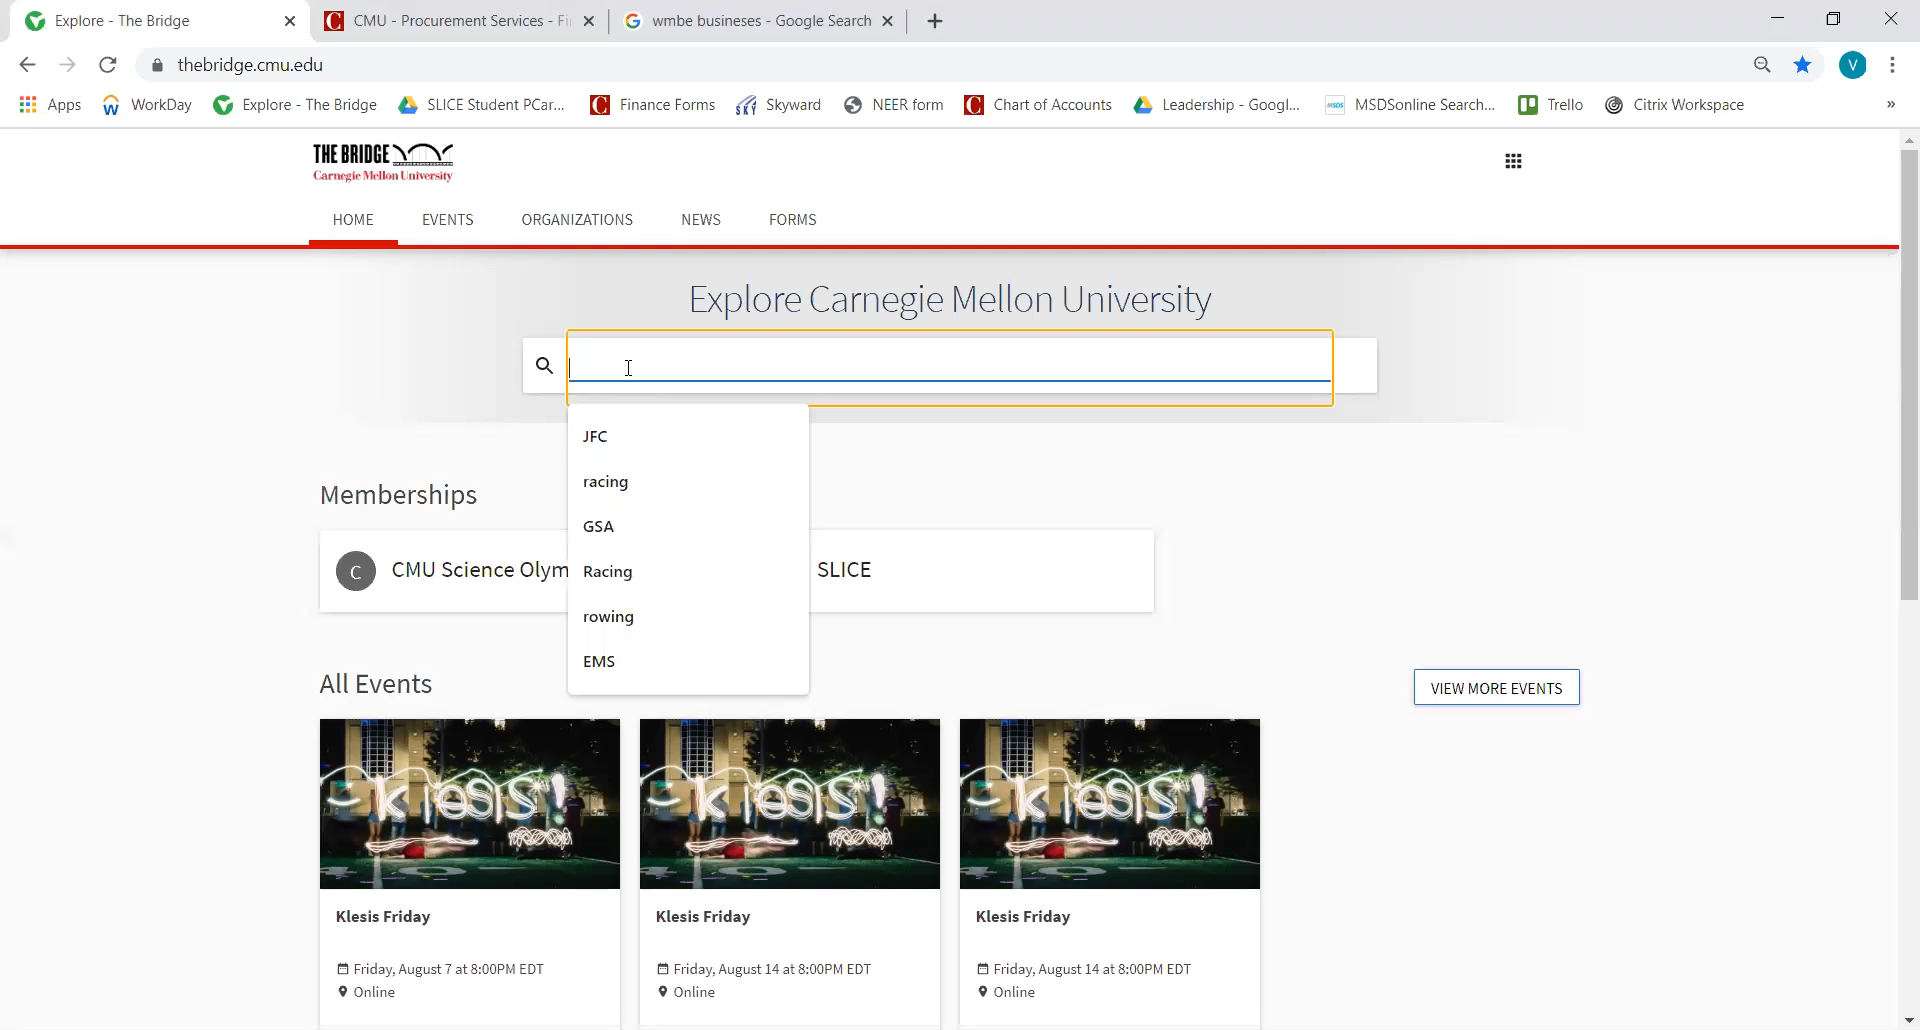 Explore - The Bridge
CMU - Procurement Services - Fi
wmbe busineses - Google Search
thebridge.cmu.edu
V
Apps
WorkDay
Explore - The Bridge
SLICE Student PCar...
Finance Forms
Skyward
NEER form
Chart of Accounts
Leadership - Googl...
MSDSonline Search...
Trello
Citrix Workspace
»
THE BRIDGE
Carnegie Mellon University
HOME
EVENTS
ORGANIZATIONS
NEWS
FORMS
Explore Carnegie Mellon University
JFC
racing
GSA
Racing
rowing
EMS
Memberships
C
CMU Science Olym
SLICE
All Events
VIEW MORE EVENTS
Klesis!
Klesis!
Klesis!
Klesis Friday
Friday, August 7 at 8:00PM EDT
Online
Klesis Friday
Friday, August 14 at 8:00PM EDT
Online
Klesis Friday
Friday, August 14 at 8:00PM EDT
Online